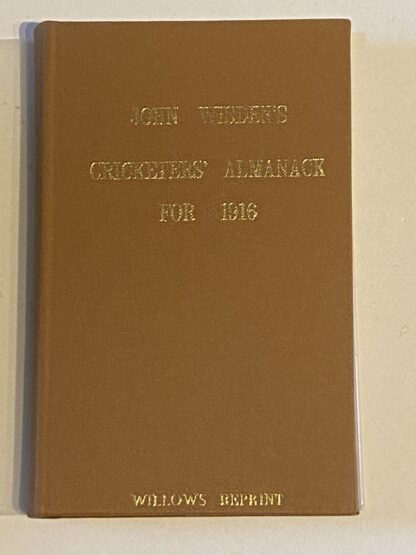 JOHN WISDEN'S
CRICKETERS' ALMANACK
FOR 1916
WILLOWS REPRINT